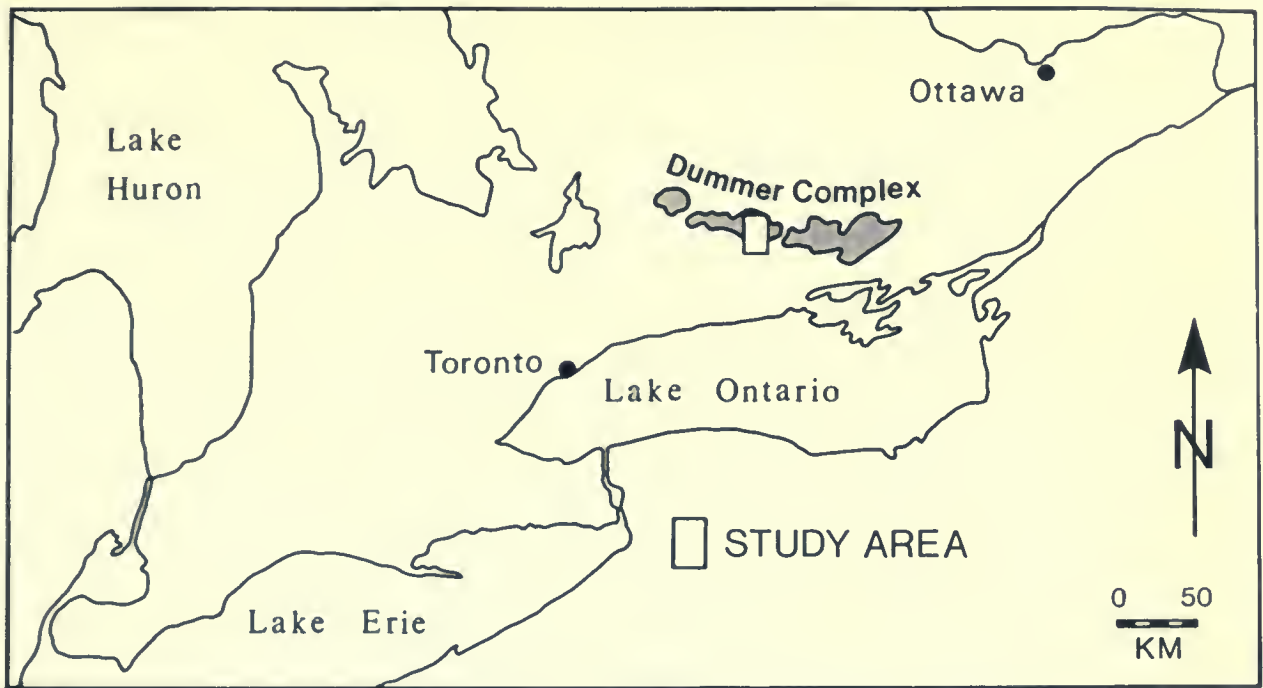 Ottawa
Lake
Huron
Dummer Complex
Toronto
Lake Ontario
N
STUDY AREA
0 50
KM
Lake Erie